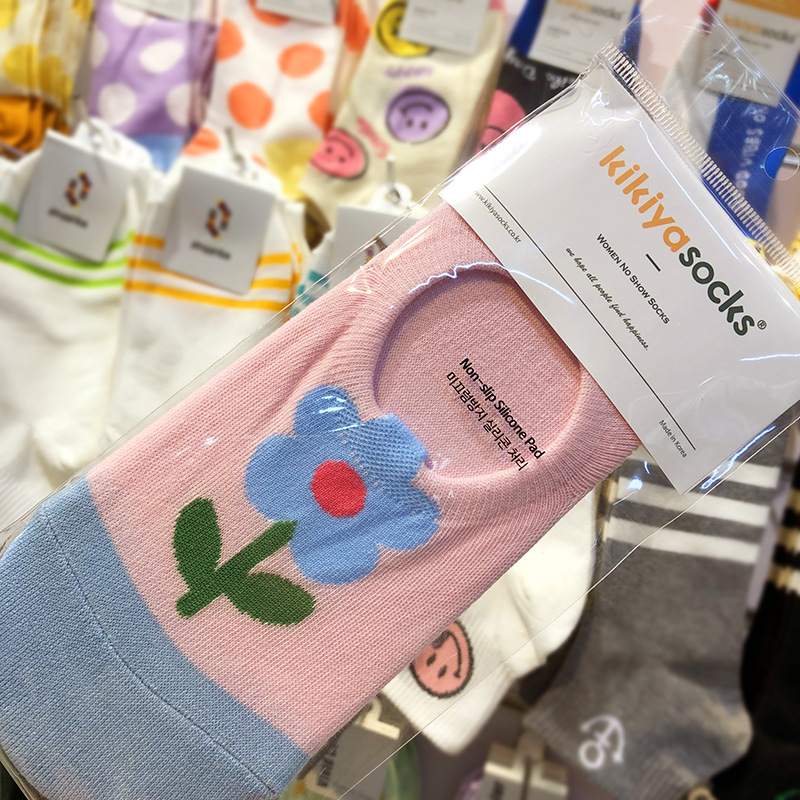 kikiyasocks®
WOMEN NO SHOW SOCKS
we hope all people find happiness.
www.kikiyasocks.co.kr
Made in Korea
Non-slip Silicone Pad
미끄럼방지 실리콘 처리